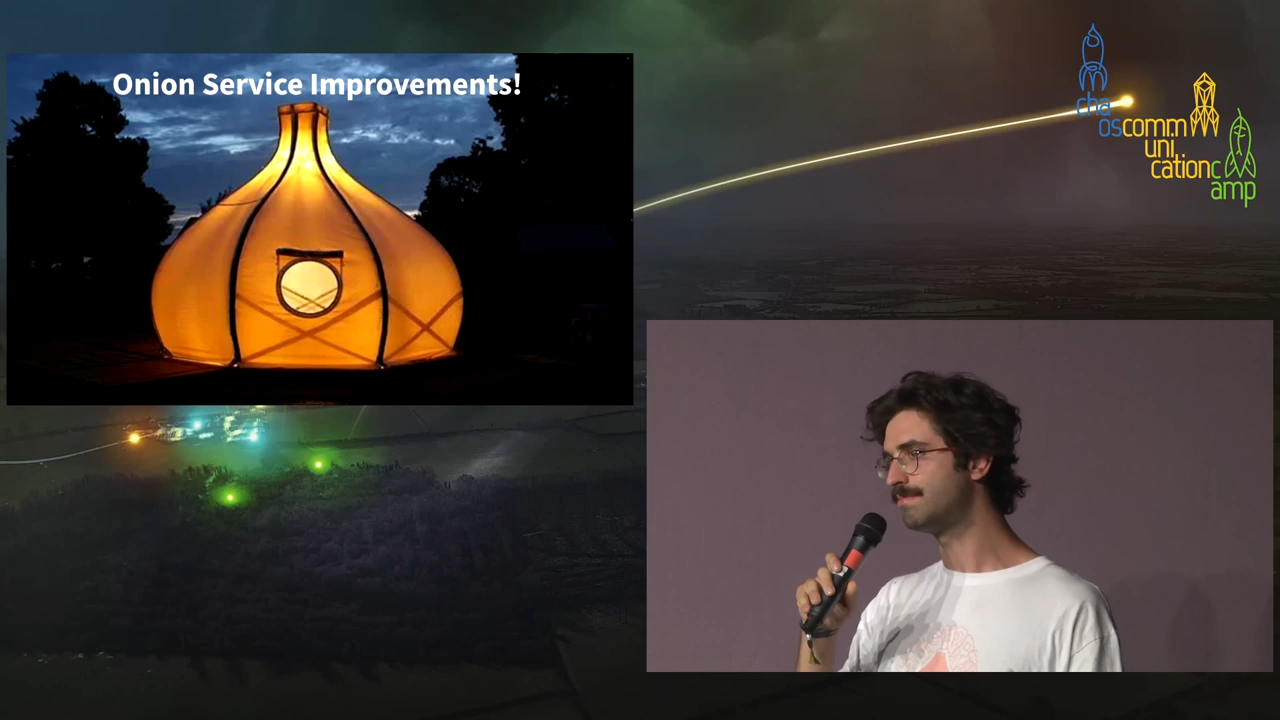 Onion Service Improvements!
cha
oscomm
uni
cationc
amp